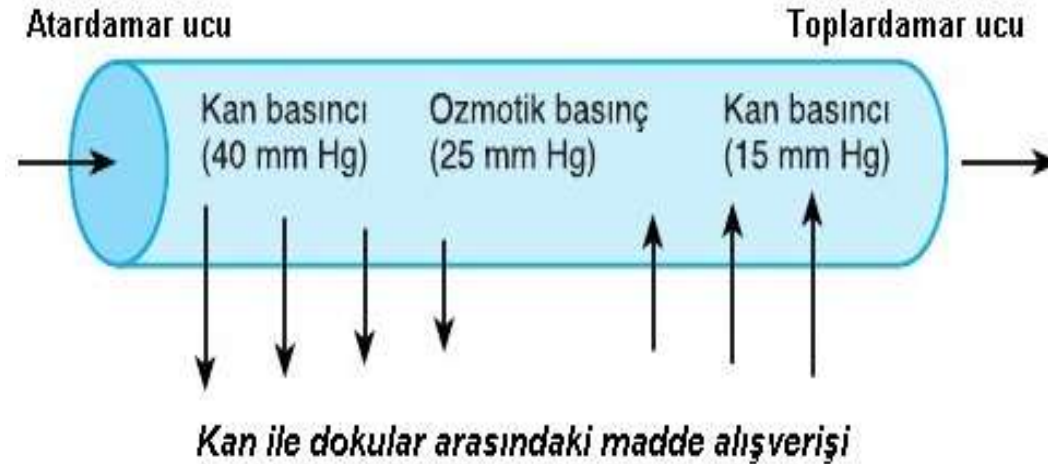 Atardamar ucu
Toplardamar ucu
Kan basıncı
(40 mm Hg)
Ozmotik basınç
(25 mm Hg)
Kan basıncı
(15 mm Hg)
Kan ile dokular arasındaki madde alışverişi